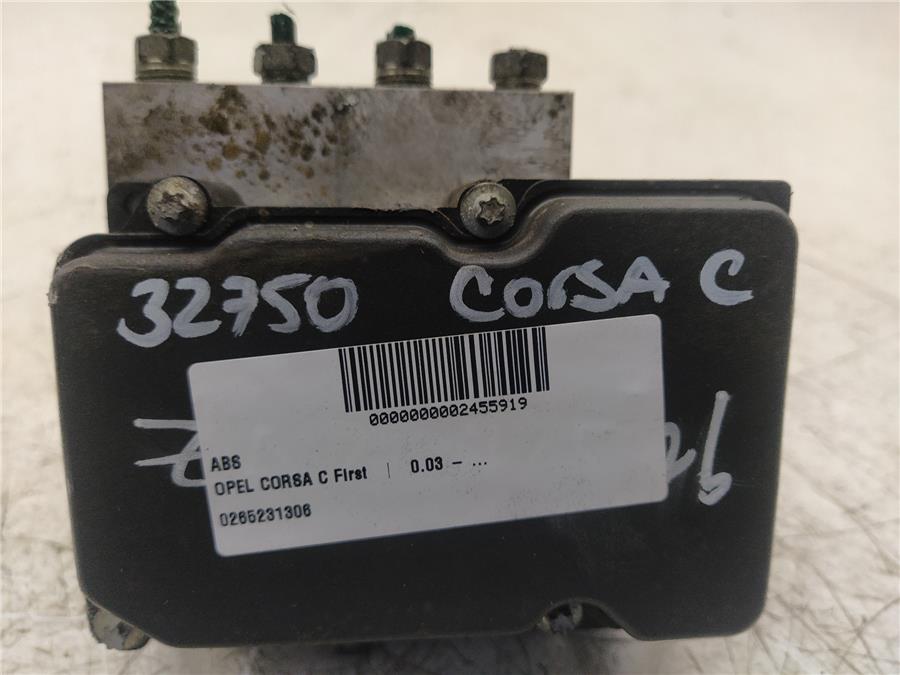 32750 CORSA C
0000000002455919
ABS
OPEL CORSA C First | 0.03 - ...
0265231306